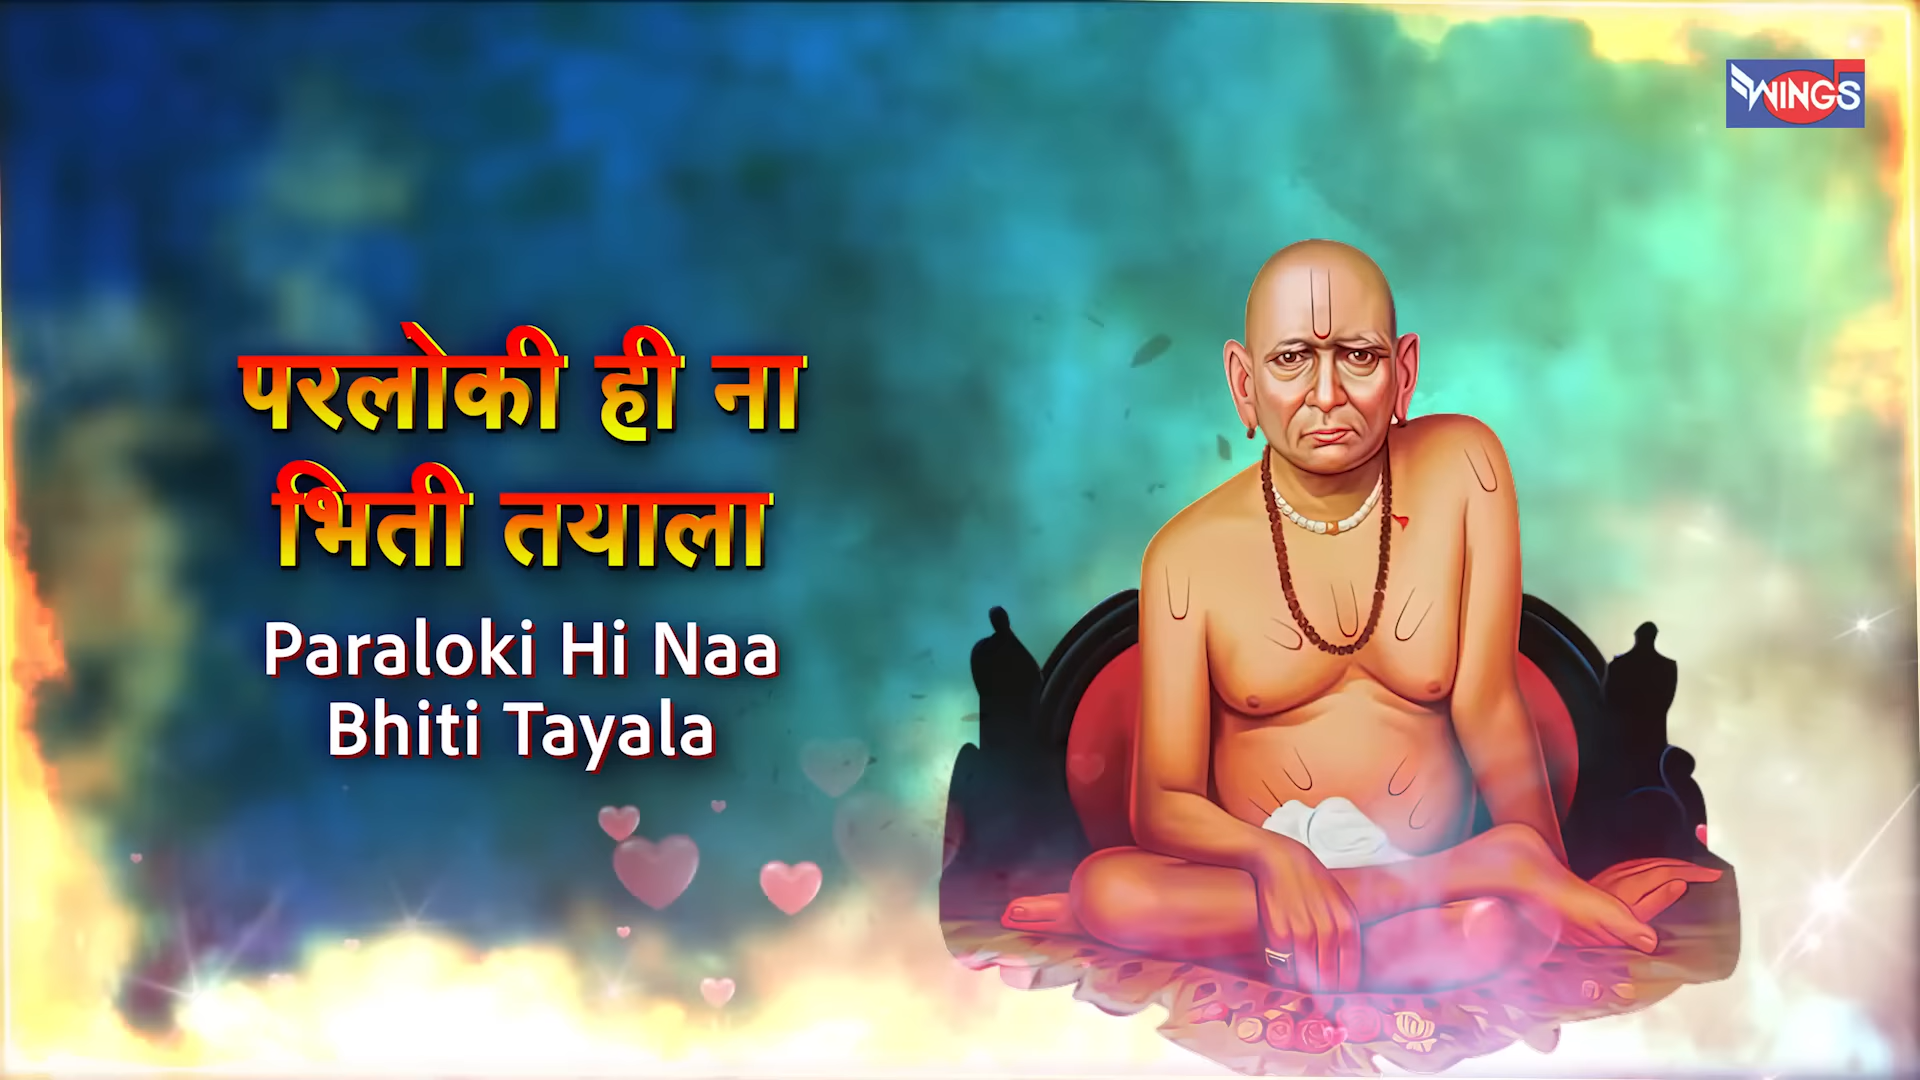 WINGS
परलोकी ही ना
भिती तयाला
Paraloki Hi Naa
Bhiti Tayala